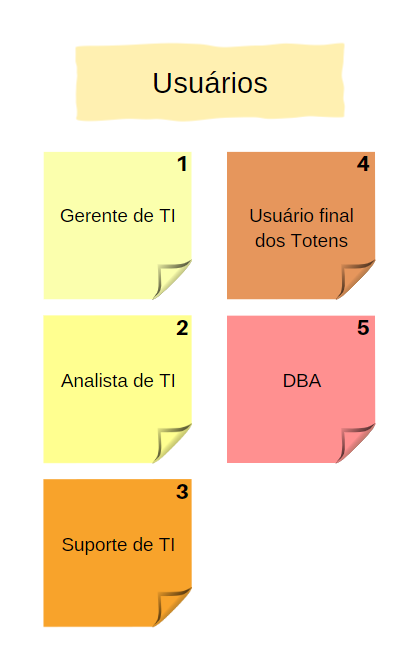 Usuários
1
Gerente de TI
2
Analista de TI
3
Suporte de TI
4
Usuário final
dos Totens
5
DBA